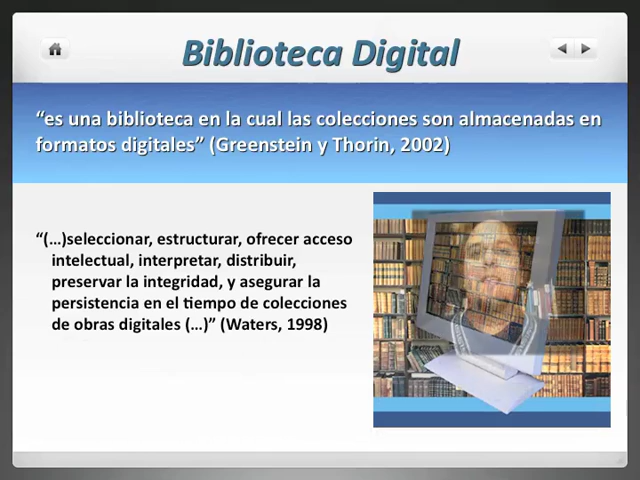 Biblioteca Digital
“es una biblioteca en la cual las colecciones son almacenadas en
formatos digitales” (Greenstein y Thorin, 2002)
“(…)seleccionar, estructurar, ofrecer acceso
intelectual, interpretar, distribuir,
preservar la integridad, y asegurar la
persistencia en el tiempo de colecciones
de obras digitales (…)” (Waters, 1998)